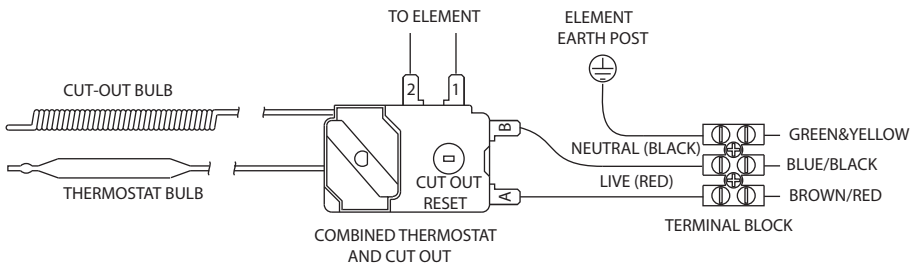 TO ELEMENT
ELEMENT
EARTH POST
CUT-OUT BULB
2
1
B
NEUTRAL (BLACK)
GREEN&YELLOW
BLUE/BLACK
THERMOSTAT BULB
CUT OUT
RESET
LIVE (RED)
A
BROWN/RED
TERMINAL BLOCK
COMBINED THERMOSTAT
AND CUT OUT